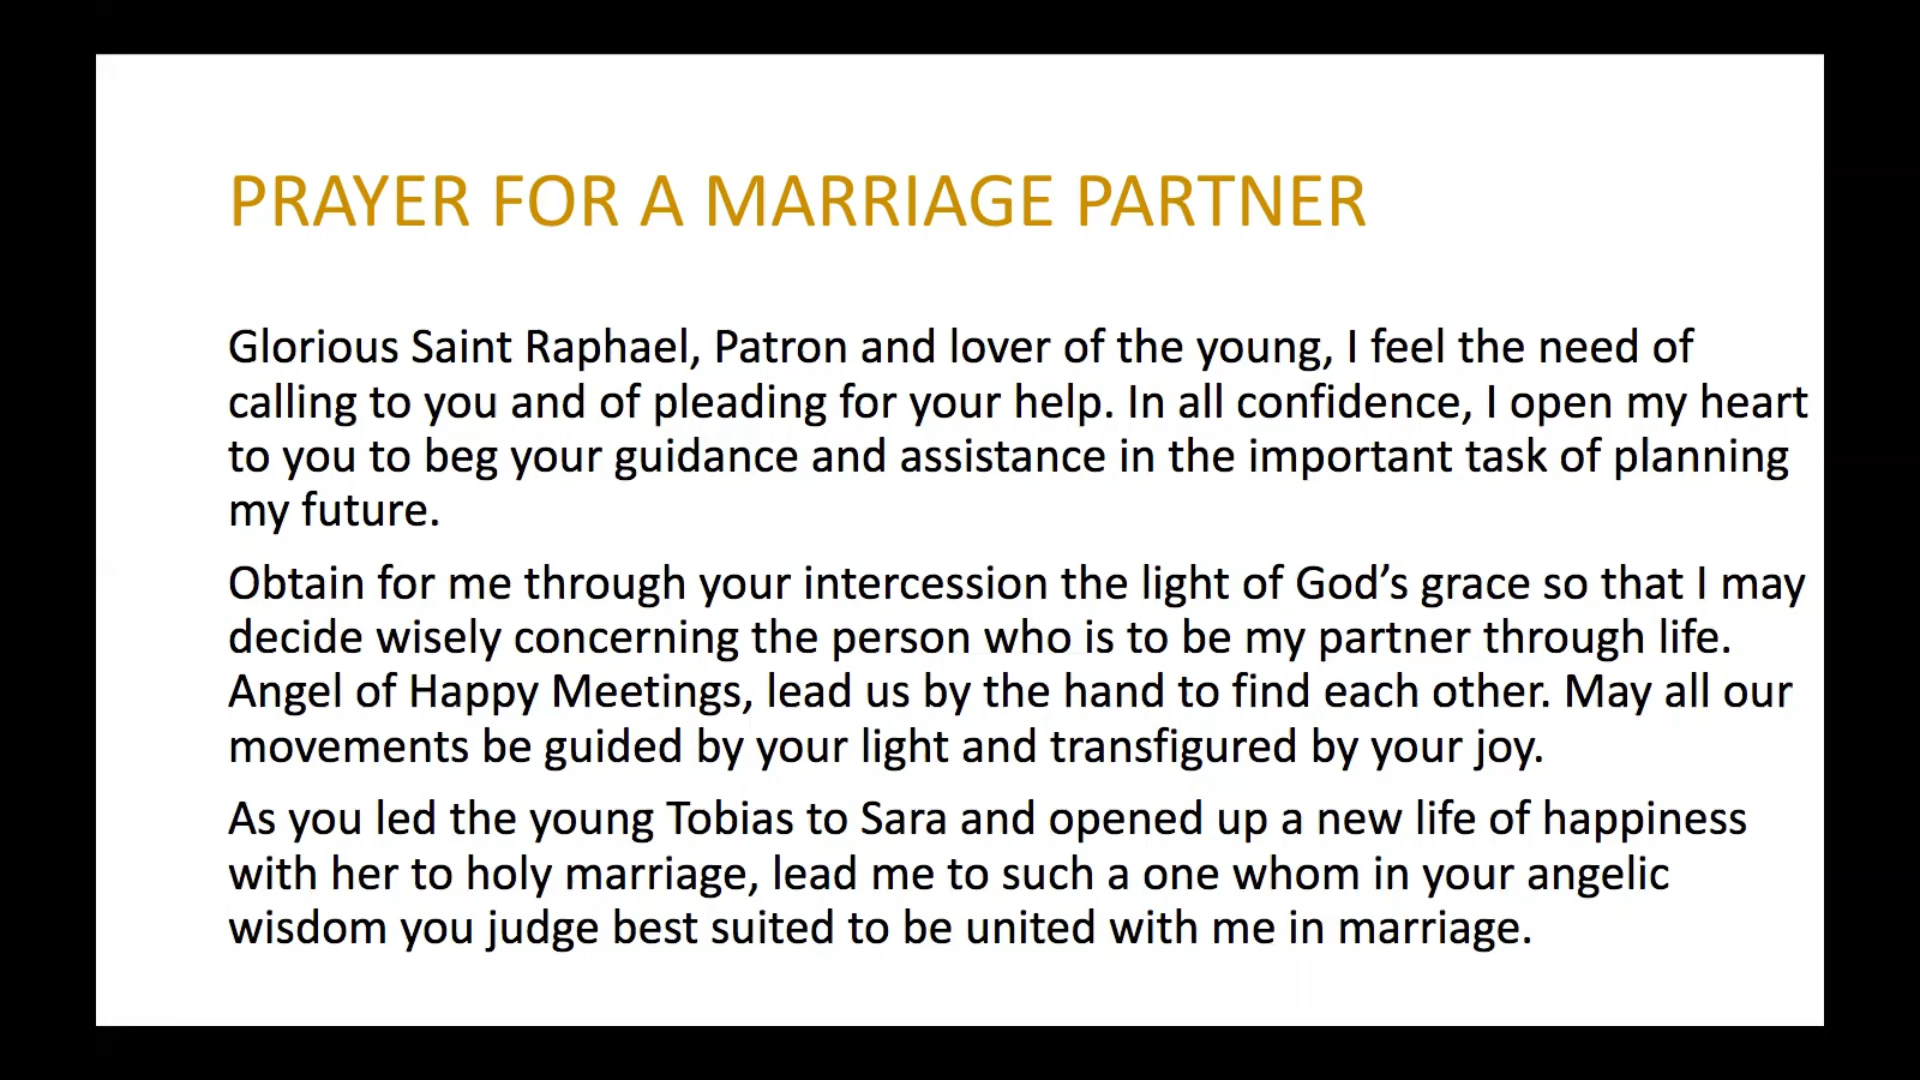 PRAYER FOR A MARRIAGE PARTNER
Glorious Saint Raphael, Patron and lover of the young, I feel the need of
calling to you and of pleading for your help. In all confidence, I open my heart
to you to beg your guidance and assistance in the important task of planning
my future.
Obtain for me through your intercession the light of God’s grace so that I may
decide wisely concerning the person who is to be my partner through life.
Angel of Happy Meetings, lead us by the hand to find each other. May all our
movements be guided by your light and transfigured by your joy.
As you led the young Tobias to Sara and opened up a new life of happiness
with her to holy marriage, lead me to such a one whom in your angelic
wisdom you judge best suited to be united with me in marriage.